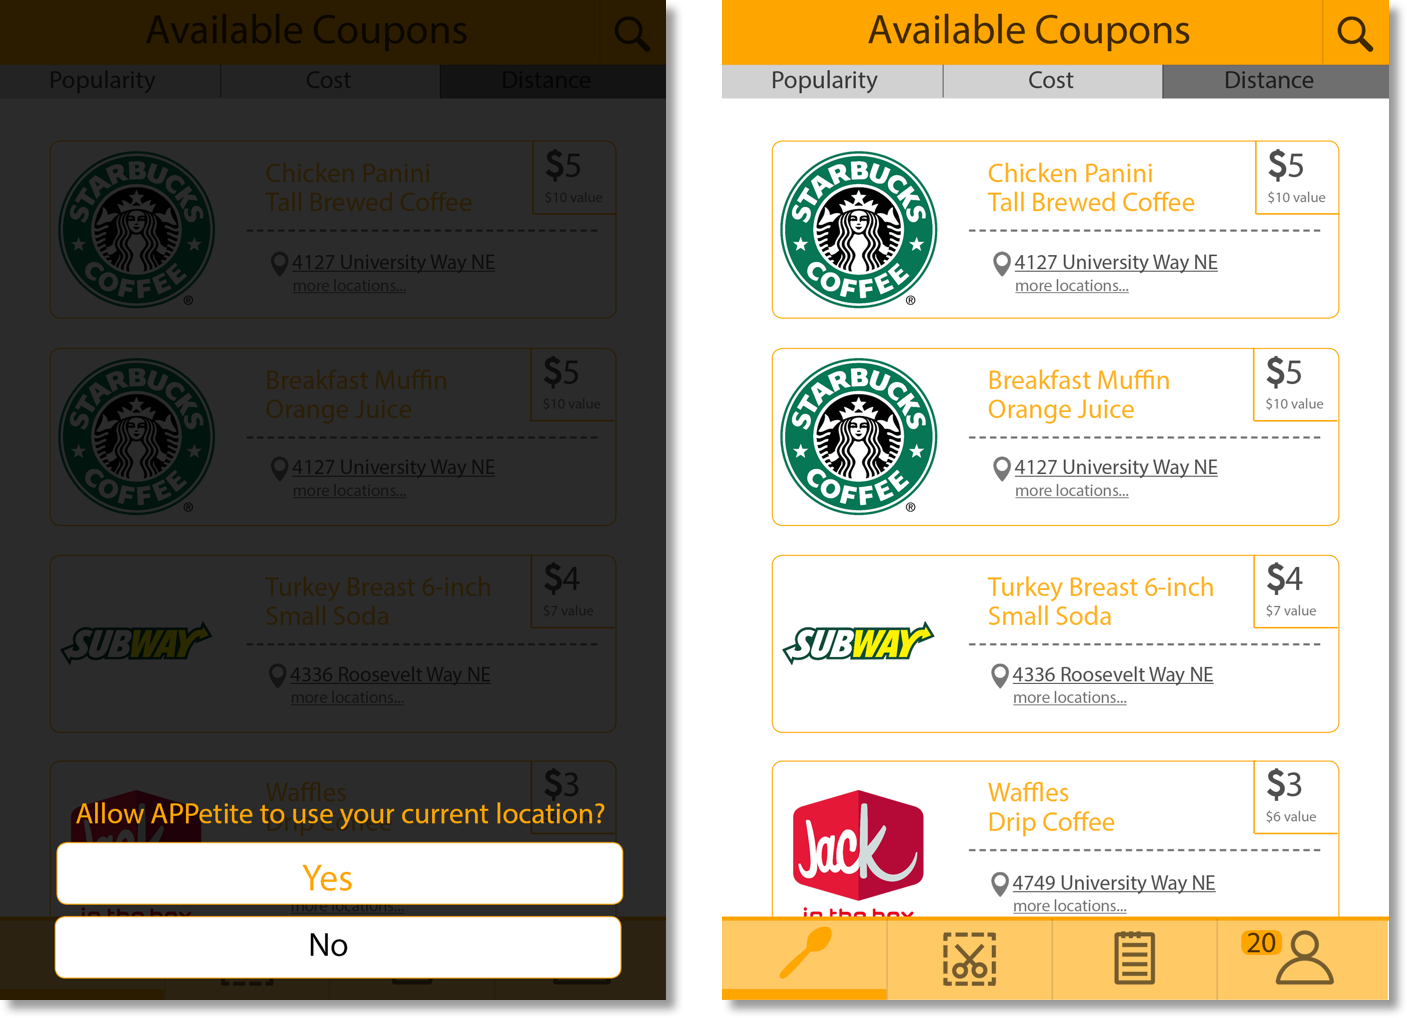 Available Coupons
Popularity
Cost
Distance
STARBUCKS
COFFEE
®
Chicken Panini
Tall Brewed Coffee
$5
$10 value
4127 University Way NE
more locations...
STARBUCKS
COFFEE
®
Breakfast Muffin
Orange Juice
$5
$10 value
4127 University Way NE
more locations...
SUBWAY
Turkey Breast 6-inch
Small Soda
$4
$7 value
4336 Roosevelt Way NE
more locations...
Waffles
Drip Coffee
$3
Allow APPetite to use your current location?
Yes
more locations...
in the box
No
Available Coupons
Popularity
Cost
Distance
STARBUCKS
COFFEE
®
Chicken Panini
Tall Brewed Coffee
$5
$10 value
4127 University Way NE
more locations...
STARBUCKS
COFFEE
®
Breakfast Muffin
Orange Juice
$5
$10 value
4127 University Way NE
more locations...
SUBWAY
Turkey Breast 6-inch
Small Soda
$4
$7 value
4336 Roosevelt Way NE
more locations...
Jack
in the box
Waffles
Drip Coffee
$3
$6 value
4749 University Way NE
more locations...
20